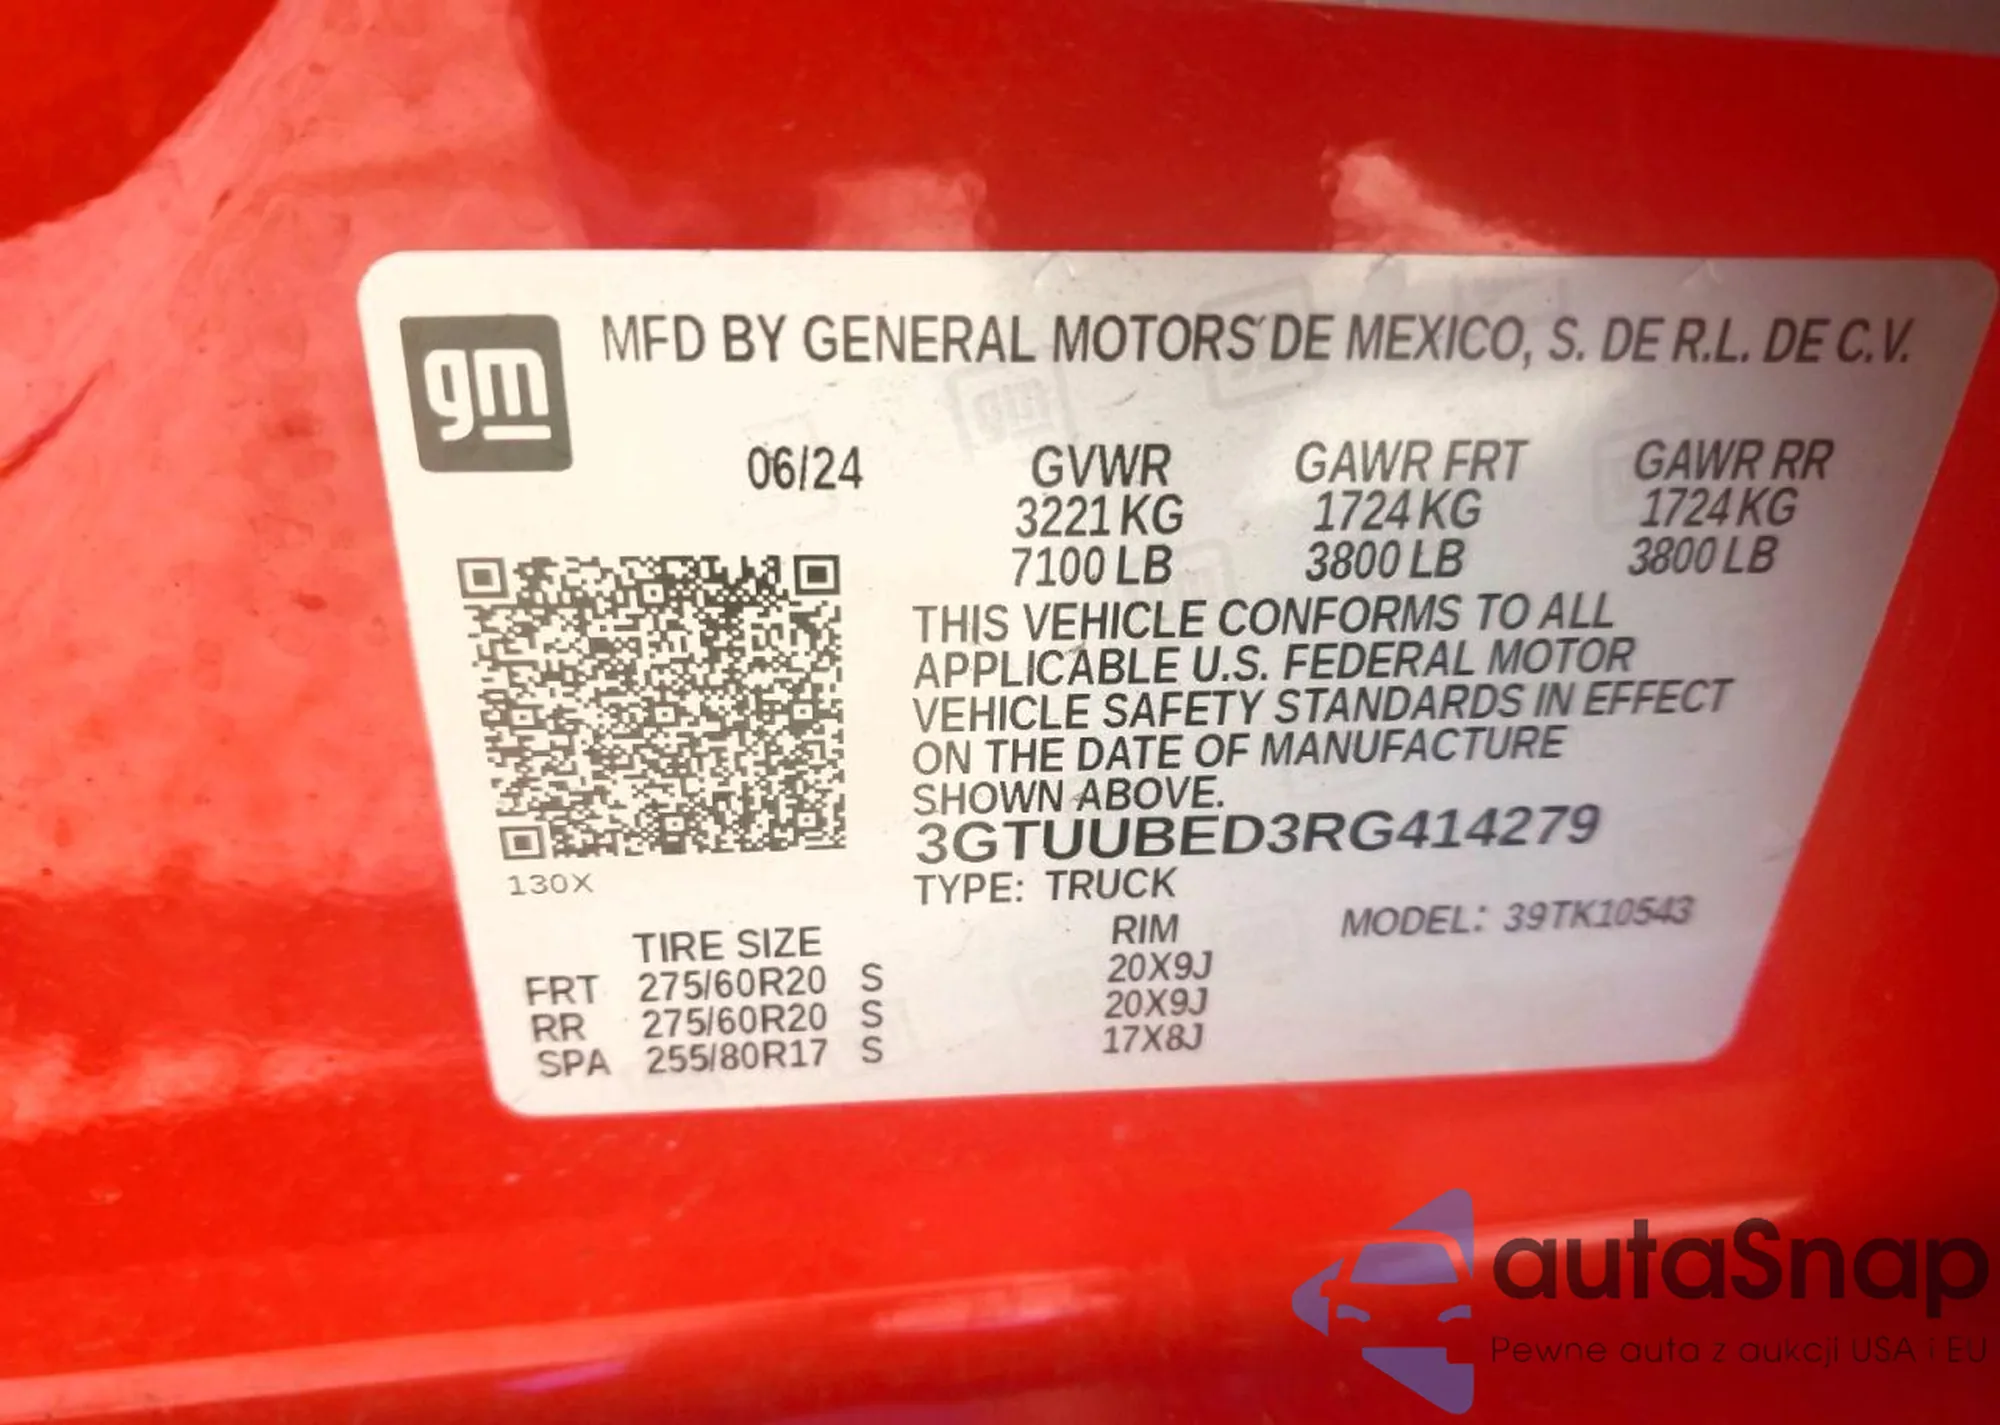 gm
MFD BY GENERAL MOTORS DE MEXICO, S. DE R.L. DE C.V.
06/24 GVWR GAWR FRT GAWR RR
3221 KG 1724 KG 1724 KG
7100 LB 3800 LB 3800 LB
THIS VEHICLE CONFORMS TO ALL
APPLICABLE U.S. FEDERAL MOTOR
VEHICLE SAFETY STANDARDS IN EFFECT
ON THE DATE OF MANUFACTURE
SHOWN ABOVE.
3GTUUBED3RG414279
130X
TYPE: TRUCK
MODEL: 39TK10543
TIRE SIZE RIM
FRT 275/60R20 S 20X9J
RR 275/60R20 S 20X9J
SPA 255/80R17 S 17X8J
autaSnap
Pewne auta z aukcji USA i EU